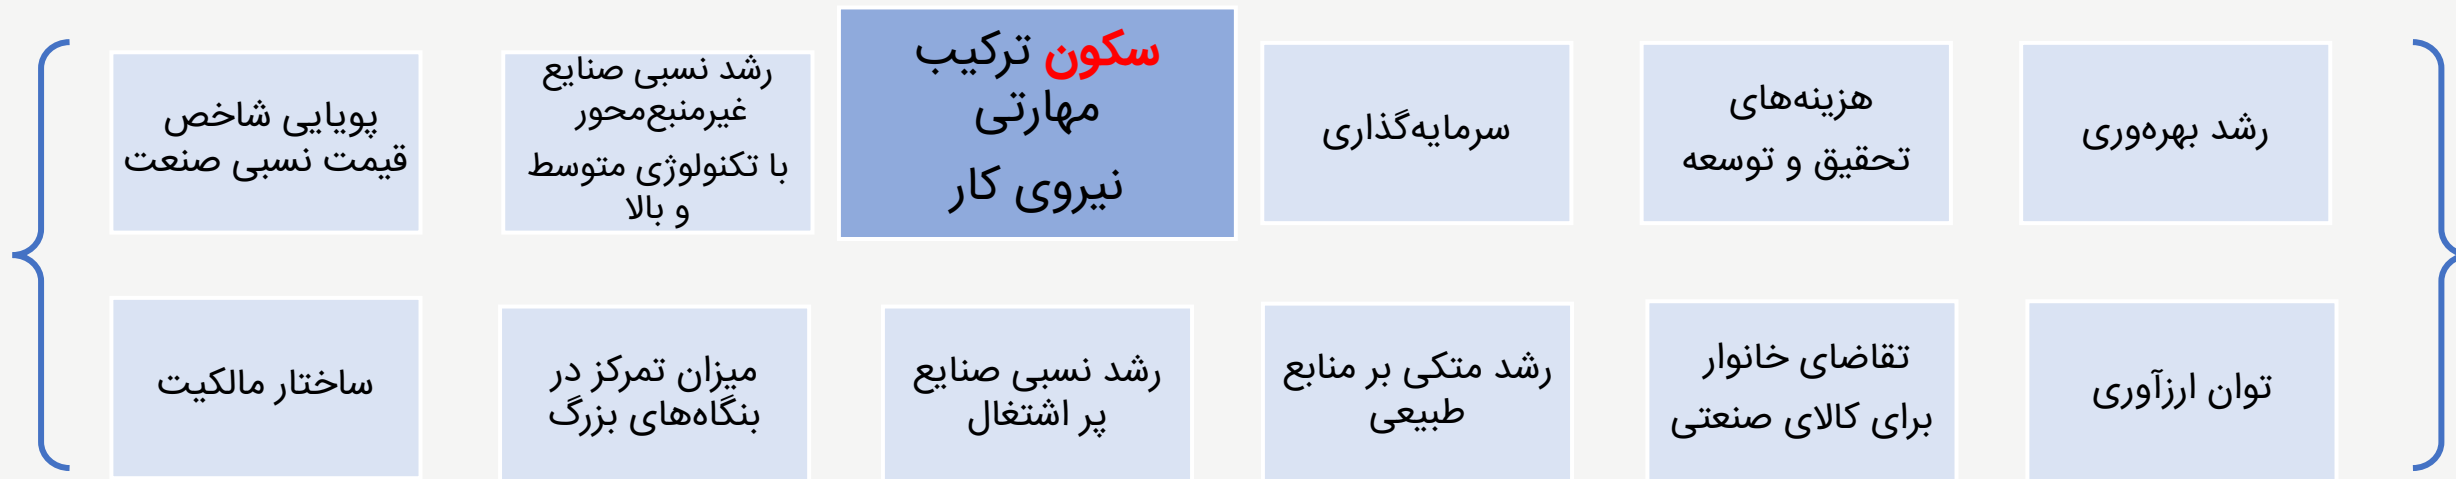 رشد بهره‌وری
هزینه‌های
تحقیق و توسعه
سرمایه‌گذاری
سکون ترکیب
مهارتی
نیروی کار
رشد نسبی صنایع
غیرمنبع‌محور
با تکنولوژی متوسط
و بالا
پویایی شاخص
قیمت نسبی صنعت
توان ارزآوری
تقاضای خانوار
برای کالای صنعتی
رشد متکی بر منابع
طبیعی
رشد نسبی صنایع
پر اشتغال
میزان تمرکز در
بنگاه‌های بزرگ
ساختار مالکیت